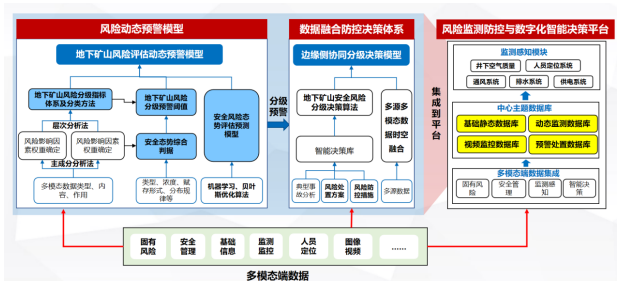 风险动态预警模型
地下矿山风险评估动态预警模型
地下矿山风险分级指标
体系及分类方法
地下矿山风险
分级决策阈值
层次分析法
风险影响因
素权重确定
风险影响因
素权重确定
主成分分析法
安全态势综合
判据
安全风险态
势评估预测
模型
多模态数据类型、内
容、作用
类型、浓度、赋
存形式、分布规
律等
机器学习、贝叶
斯优化算法
分级
预警
数据融合防控决策体系
边缘侧协同分级决策模型
地下矿山安全风险
分级决策算法
智能决策库
典型事
故分析
风险处
置方案
风险防
控措施
多源多
模态数
据时空
融合
多源数据
集成到平台
风险监测防控与数字化智能决策平台
监测感知模块
井下空气质量
人员定位系统
通风系统
排水系统
供电系统
中心主题数据库
基础静态数据库
动态监测数据库
视频监控数据库
预警处置数据库
多模态端数据集成
固有风
险
安全管
理
监测感
知
智能决
策
固有
风险
安全
管理
基础
信息
监测
监控
人员
定位
图像
视频
……
多模态端数据